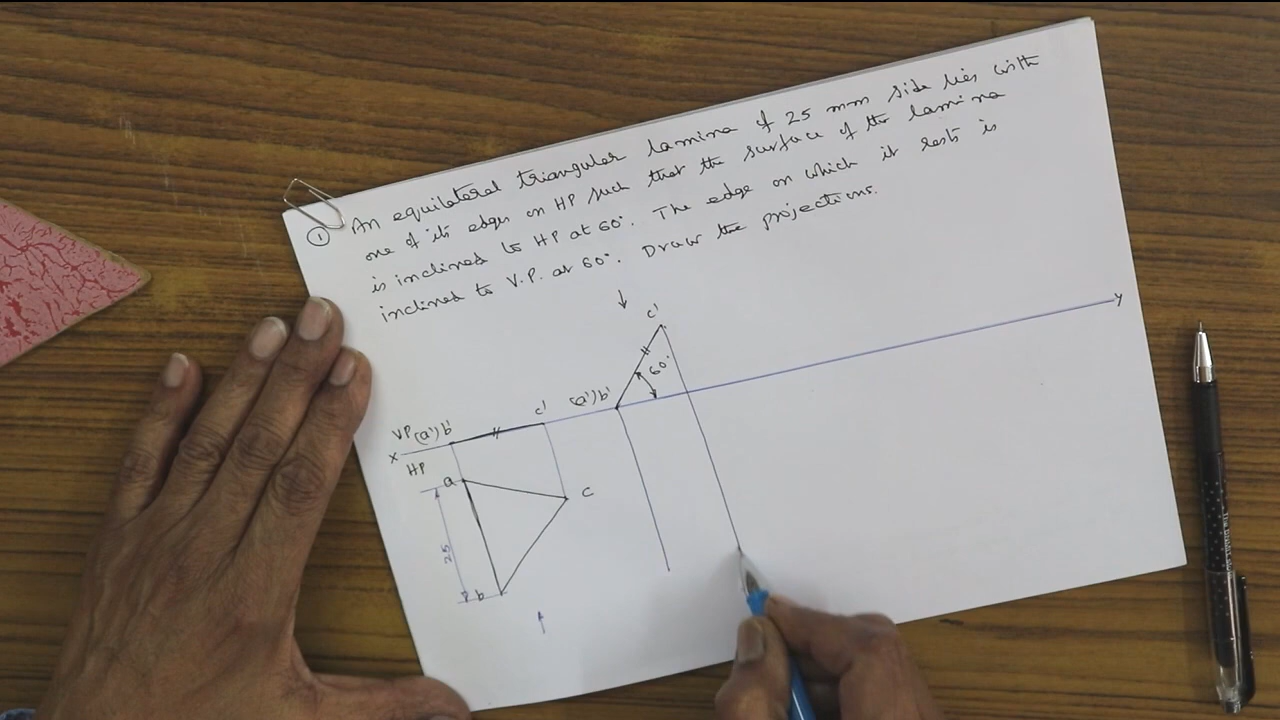 ① An equilateral triangular lamina of 25 mm side lies with
one of its edges on HP such that the surface of the lamina
is inclined to HP at 60°. The edge on which it rests is
inclined to V.P. at 60°. Draw the projections.
c'
60°
(a')b'
c'
VP (a')b'
x
y
HP
a
c
25
b